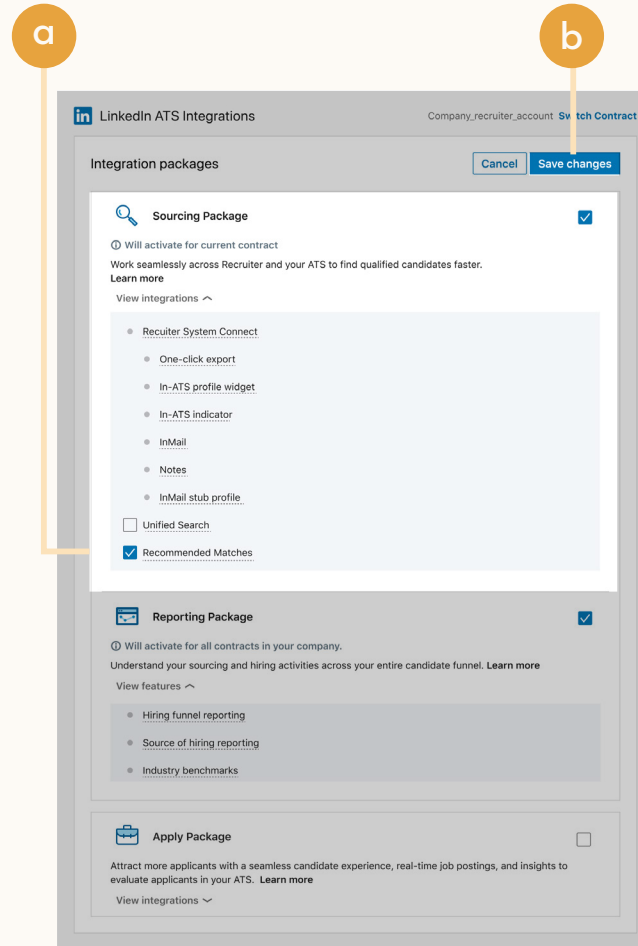 a
b
in LinkedIn ATS Integrations
Company_recruiter_account Switch Contract
Integration packages
Cancel
Save changes
Sourcing Package
Will activate for current contract
Work seamlessly across Recruiter and your ATS to find qualified candidates faster.
Learn more
View integrations
Recuiter System Connect
One-click export
In-ATS profile widget
In-ATS indicator
InMail
Notes
InMail stub profile
Unified Search
Recommended Matches
Reporting Package
Will activate for all contracts in your company.
Understand your sourcing and hiring activities across your entire candidate funnel. Learn more
View features
Hiring funnel reporting
Source of hiring reporting
Industry benchmarks
Apply Package
Attract more applicants with a seamless candidate experience, real-time job postings, and insights to
evaluate applicants in your ATS. Learn more
View integrations